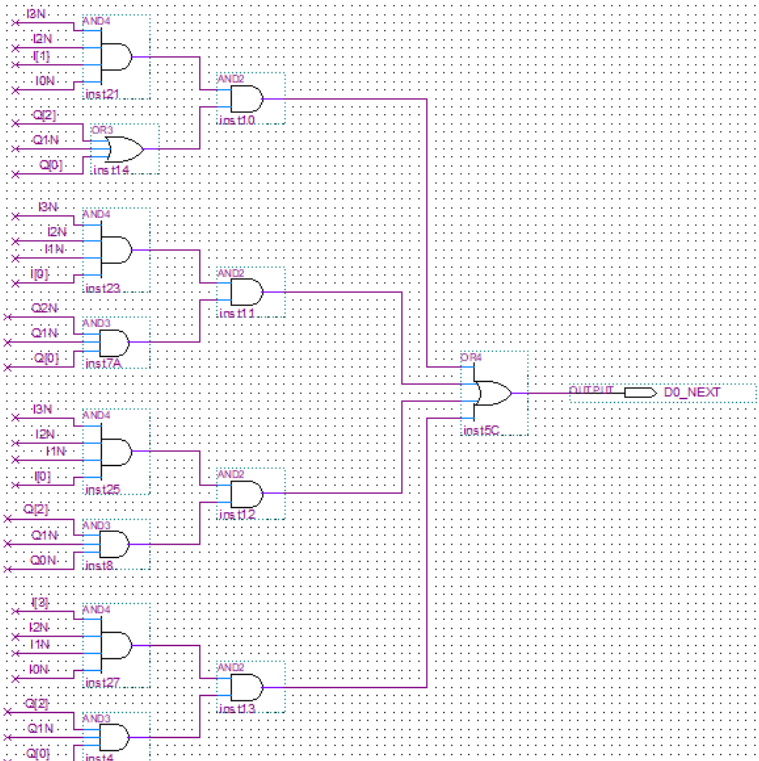 I3N
AND4
I2N
I[1]
I0N
inst21
AND2
inst10
Q[2]
OR3
Q1N
Q[0]
inst14
I3N
AND4
I2N
I1N
I[0]
inst23
AND2
inst11
Q2N
AND3
Q1N
Q[0]
inst7A
OR4
OUTPUT
D0_NEXT
inst5C
I3N
AND4
I2N
I1N
I[0]
inst25
AND2
inst12
Q[2]
AND3
Q1N
Q0N
inst8
I[3]
AND4
I2N
I1N
I0N
inst27
AND2
inst13
Q[2]
AND3
Q1N
Q[0]
inst4